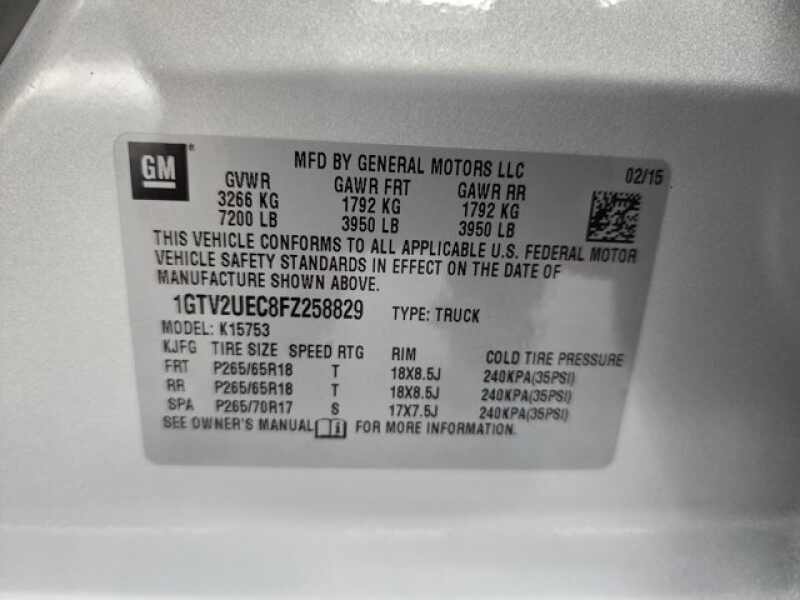 GM ®
MFD BY GENERAL MOTORS LLC 02/15
GVWR GAWR FRT GAWR RR
3266 KG 1792 KG 1792 KG
7200 LB 3950 LB 3950 LB
THIS VEHICLE CONFORMS TO ALL APPLICABLE U.S. FEDERAL MOTOR
VEHICLE SAFETY STANDARDS IN EFFECT ON THE DATE OF
MANUFACTURE SHOWN ABOVE.
1GTV2UEC8FZ258829 TYPE: TRUCK
MODEL: K15753
KJFG TIRE SIZE SPEED RTG RIM COLD TIRE PRESSURE
FRT P265/65R18 T 18X8.5J 240KPA(35PSI)
RR P265/65R18 T 18X8.5J 240KPA(35PSI)
SPA P265/70R17 S 17X7.5J 240KPA(35PSI)
SEE OWNER'S MANUAL i FOR MORE INFORMATION.